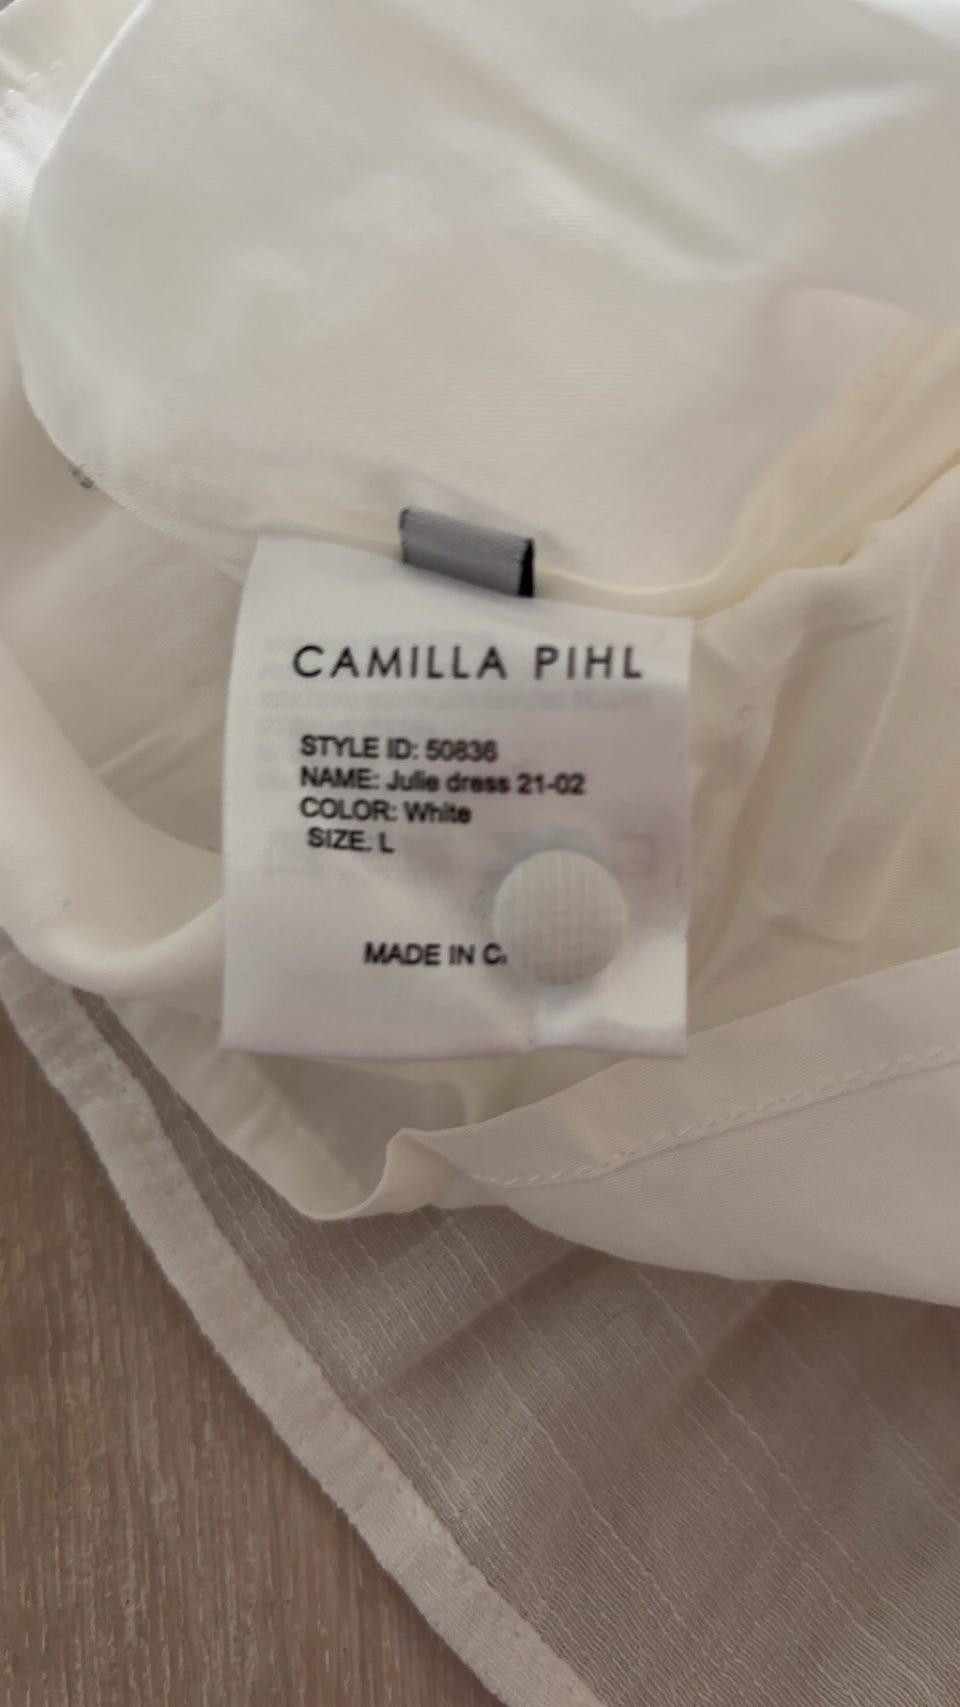 CAMILLA PIHL
STYLE ID: 50836
NAME: Julie dress 21-02
COLOR: White
SIZE. L
MADE IN